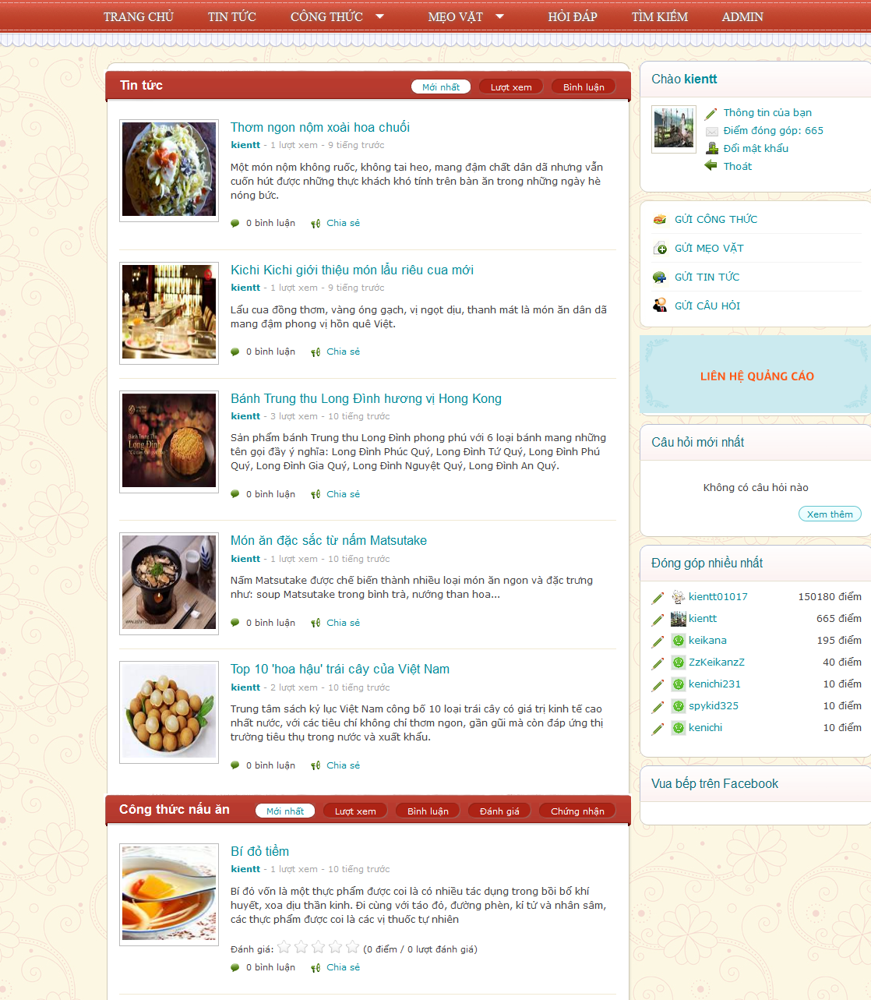 TRANG CHỦ TIN TỨC CÔNG THỨC MẸO VẶT HỎI ĐÁP TÌM KIẾM ADMIN
Tin tức Mới nhất Lượt xem Bình luận
Thơm ngon nộm xoài hoa chuối
kientt - 1 lượt xem - 9 tiếng trước
Một món nộm không ruốc, không tai heo, mang đậm chất dân dã nhưng vẫn
cuốn hút được những thực khách khó tính trên bàn ăn trong những ngày hè
nóng bức.
0 bình luận Chia sẻ
Kichi Kichi giới thiệu món lẩu riêu cua mới
kientt - 1 lượt xem - 9 tiếng trước
Lẩu cua đồng thơm, vàng óng gạch, vị ngọt dịu, thanh mát là món ăn dân dã
mang đậm phong vị hồn quê Việt.
0 bình luận Chia sẻ
Bánh Trung thu Long Đình hương vị Hong Kong
kientt - 3 lượt xem - 10 tiếng trước
Sản phẩm bánh Trung thu Long Đình phong phú với 6 loại bánh mang những
tên gọi đầy ý nghĩa: Long Đình Phúc Quý, Long Đình Tứ Quý, Long Đình Phú
Quý, Long Đình Gia Quý, Long Đình Nguyệt Quý, Long Đình An Quý.
0 bình luận Chia sẻ
Bánh Trung Thu
Long Đình
Món ăn đặc sắc từ nấm Matsutake
kientt - 1 lượt xem - 10 tiếng trước
Nấm Matsutake được chế biến thành nhiều loại món ăn ngon và đặc trưng
như: soup Matsutake trong bình trà, nướng than hoa...
0 bình luận Chia sẻ
Top 10 'hoa hậu' trái cây của Việt Nam
kientt - 2 lượt xem - 10 tiếng trước
Trung tâm sách kỷ lục Việt Nam công bố 10 loại trái cây có giá trị kinh tế cao
nhất nước, với các tiêu chí không chỉ thơm ngon, gần gũi mà còn đáp ứng thị
trường tiêu thụ trong nước và xuất khẩu.
0 bình luận Chia sẻ
Công thức nấu ăn Mới nhất Lượt xem Bình luận Đánh giá Chứng nhận
Bí đỏ tiềm
kientt - 1 lượt xem - 10 tiếng trước
Bí đỏ vốn là một thực phẩm được coi là có nhiều tác dụng trong bồi bổ khí
huyết, xoa dịu thần kinh. Đi cùng với táo đỏ, đường phèn, kỉ tử và nhân sâm,
các thực phẩm được coi là các vị thuốc tự nhiên
Đánh giá: (0 điểm / 0 lượt đánh giá)
0 bình luận Chia sẻ
Chào kientt
Thông tin của bạn
Điểm đóng góp: 665
Đổi mật khẩu
Thoát
GỬI CÔNG THỨC
GỬI MẸO VẶT
GỬI TIN TỨC
GỬI CÂU HỎI
LIÊN HỆ QUẢNG CÁO
Câu hỏi mới nhất
Không có câu hỏi nào
Xem thêm
Đóng góp nhiều nhất
kientt01017 150180 điểm
kientt 665 điểm
keikana 195 điểm
ZzKeikanzZ 40 điểm
kenichi231 10 điểm
spykid325 10 điểm
kenichi 10 điểm
Vua bếp trên Facebook